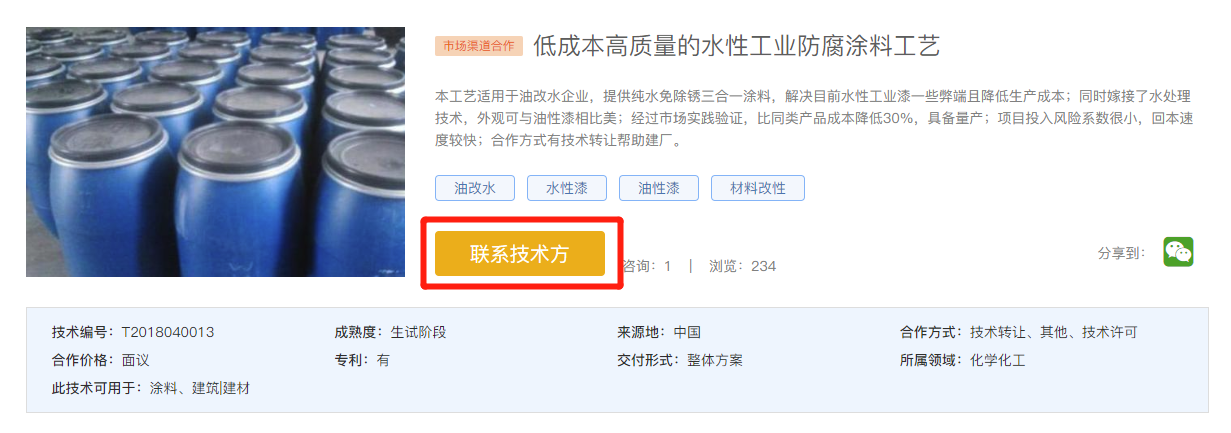 市场渠道合作 低成本高质量的水性工业防腐涂料工艺
本工艺适用于油改水企业，提供纯水免除锈三合一涂料，解决目前水性工业漆一些弊端且降低生产成本；同时嫁接了水处理
技术，外观可与油性漆相比美；经过市场实践验证，比同类产品成本降低30%，具备量产；项目投入风险系数很小，回本速
度较快；合作方式有技术转让帮助建厂。
油改水 水性漆 油性漆 材料改性
联系技术方 咨询：1 | 浏览：234 分享到：
技术编号：T2018040013 成熟度：生试阶段 来源地：中国 合作方式：技术转让、其他、技术许可
合作价格：面议 专利：有 交付形式：整体方案 所属领域：化学化工
此技术可用于：涂料、建筑|建材